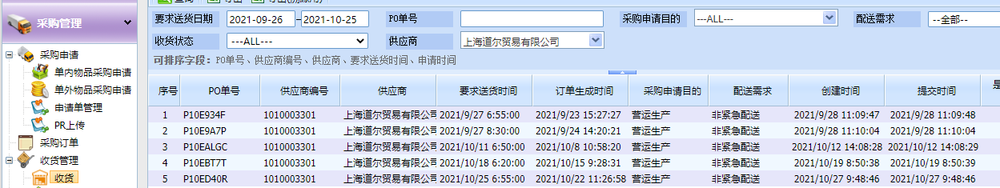 查询 导出 导出(溯源用)
采购管理
采购申请
单内物品采购申请
单外物品采购申请
申请单管理
PR上传
采购订单
收货管理
收货
要求送货日期 2021-09-26 –2021-10-25 PO单号 采购申请目的 ---ALL--- 配送需求 --全部--
收货状态 ---ALL--- 供应商 上海道尔贸易有限公司
可排序字段：PO单号、供应商编号、供应商、要求送货时间、申请时间
序号 PO单号 供应商编号 供应商 要求送货时间 订单生成时间 采购申请目的 配送需求 创建时间 提交时间 是
1 P10E934F 1010003301 上海道尔贸易有限公司 2021/9/27 6:55:00 2021/9/23 15:27:27 营运生产 非紧急配送 2021/9/28 11:09:47 2021/9/28 11:09:48
2 P10E9A7P 1010003301 上海道尔贸易有限公司 2021/9/27 8:30:00 2021/9/24 14:20:21 营运生产 非紧急配送 2021/9/28 11:10:04 2021/9/28 11:10:04
3 P10EALGC 1010003301 上海道尔贸易有限公司 2021/10/11 6:50:00 2021/10/8 10:58:20 营运生产 非紧急配送 2021/10/12 14:08:28 2021/10/12 14:08:29
4 P10EBT7T 1010003301 上海道尔贸易有限公司 2021/10/18 6:20:00 2021/10/15 9:28:31 营运生产 非紧急配送 2021/10/19 8:50:38 2021/10/19 8:50:39
5 P10ED40R 1010003301 上海道尔贸易有限公司 2021/10/25 6:55:00 2021/10/22 11:26:58 营运生产 非紧急配送 2021/10/27 9:48:46 2021/10/27 9:48:46